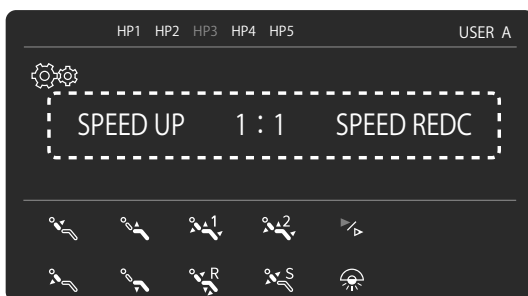 HP1 HP2 HP3 HP4 HP5 USER A
SPEED UP 1 : 1 SPEED REDC
1 2
R S